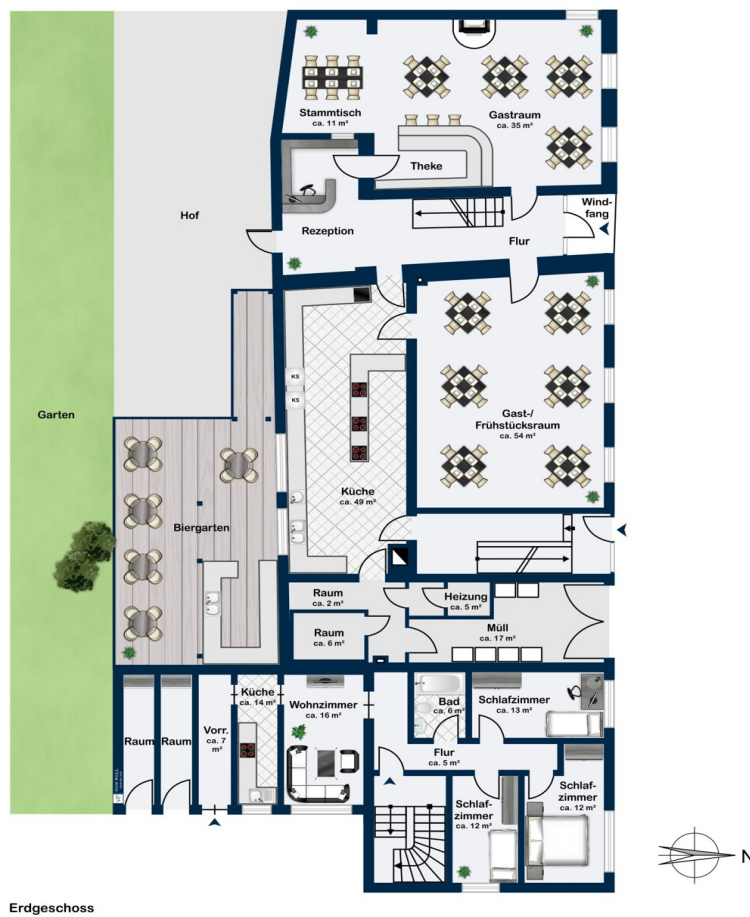 Stammtisch
ca. 11 m²
Gastraum
ca. 35 m²
Theke
Hof
Rezeption
Wind-
fang
Flur
Garten
KS
KS
Gast-/
Frühstücksraum
ca. 54 m²
Küche
ca. 49 m²
Biergarten
Raum
ca. 2 m²
Heizung
ca. 5 m²
Raum
ca. 6 m²
Müll
ca. 17 m²
Küche
ca. 14 m²
Wohnzimmer
ca. 16 m²
Bad
ca. 6 m²
Schlafzimmer
ca. 13 m²
Raum
Raum
Vorr.
ca. 7
m²
Flur
ca. 5 m²
Schlaf-
zimmer
ca. 12 m²
Schlaf-
zimmer
ca. 12 m²
VON POLL
N
Erdgeschoss